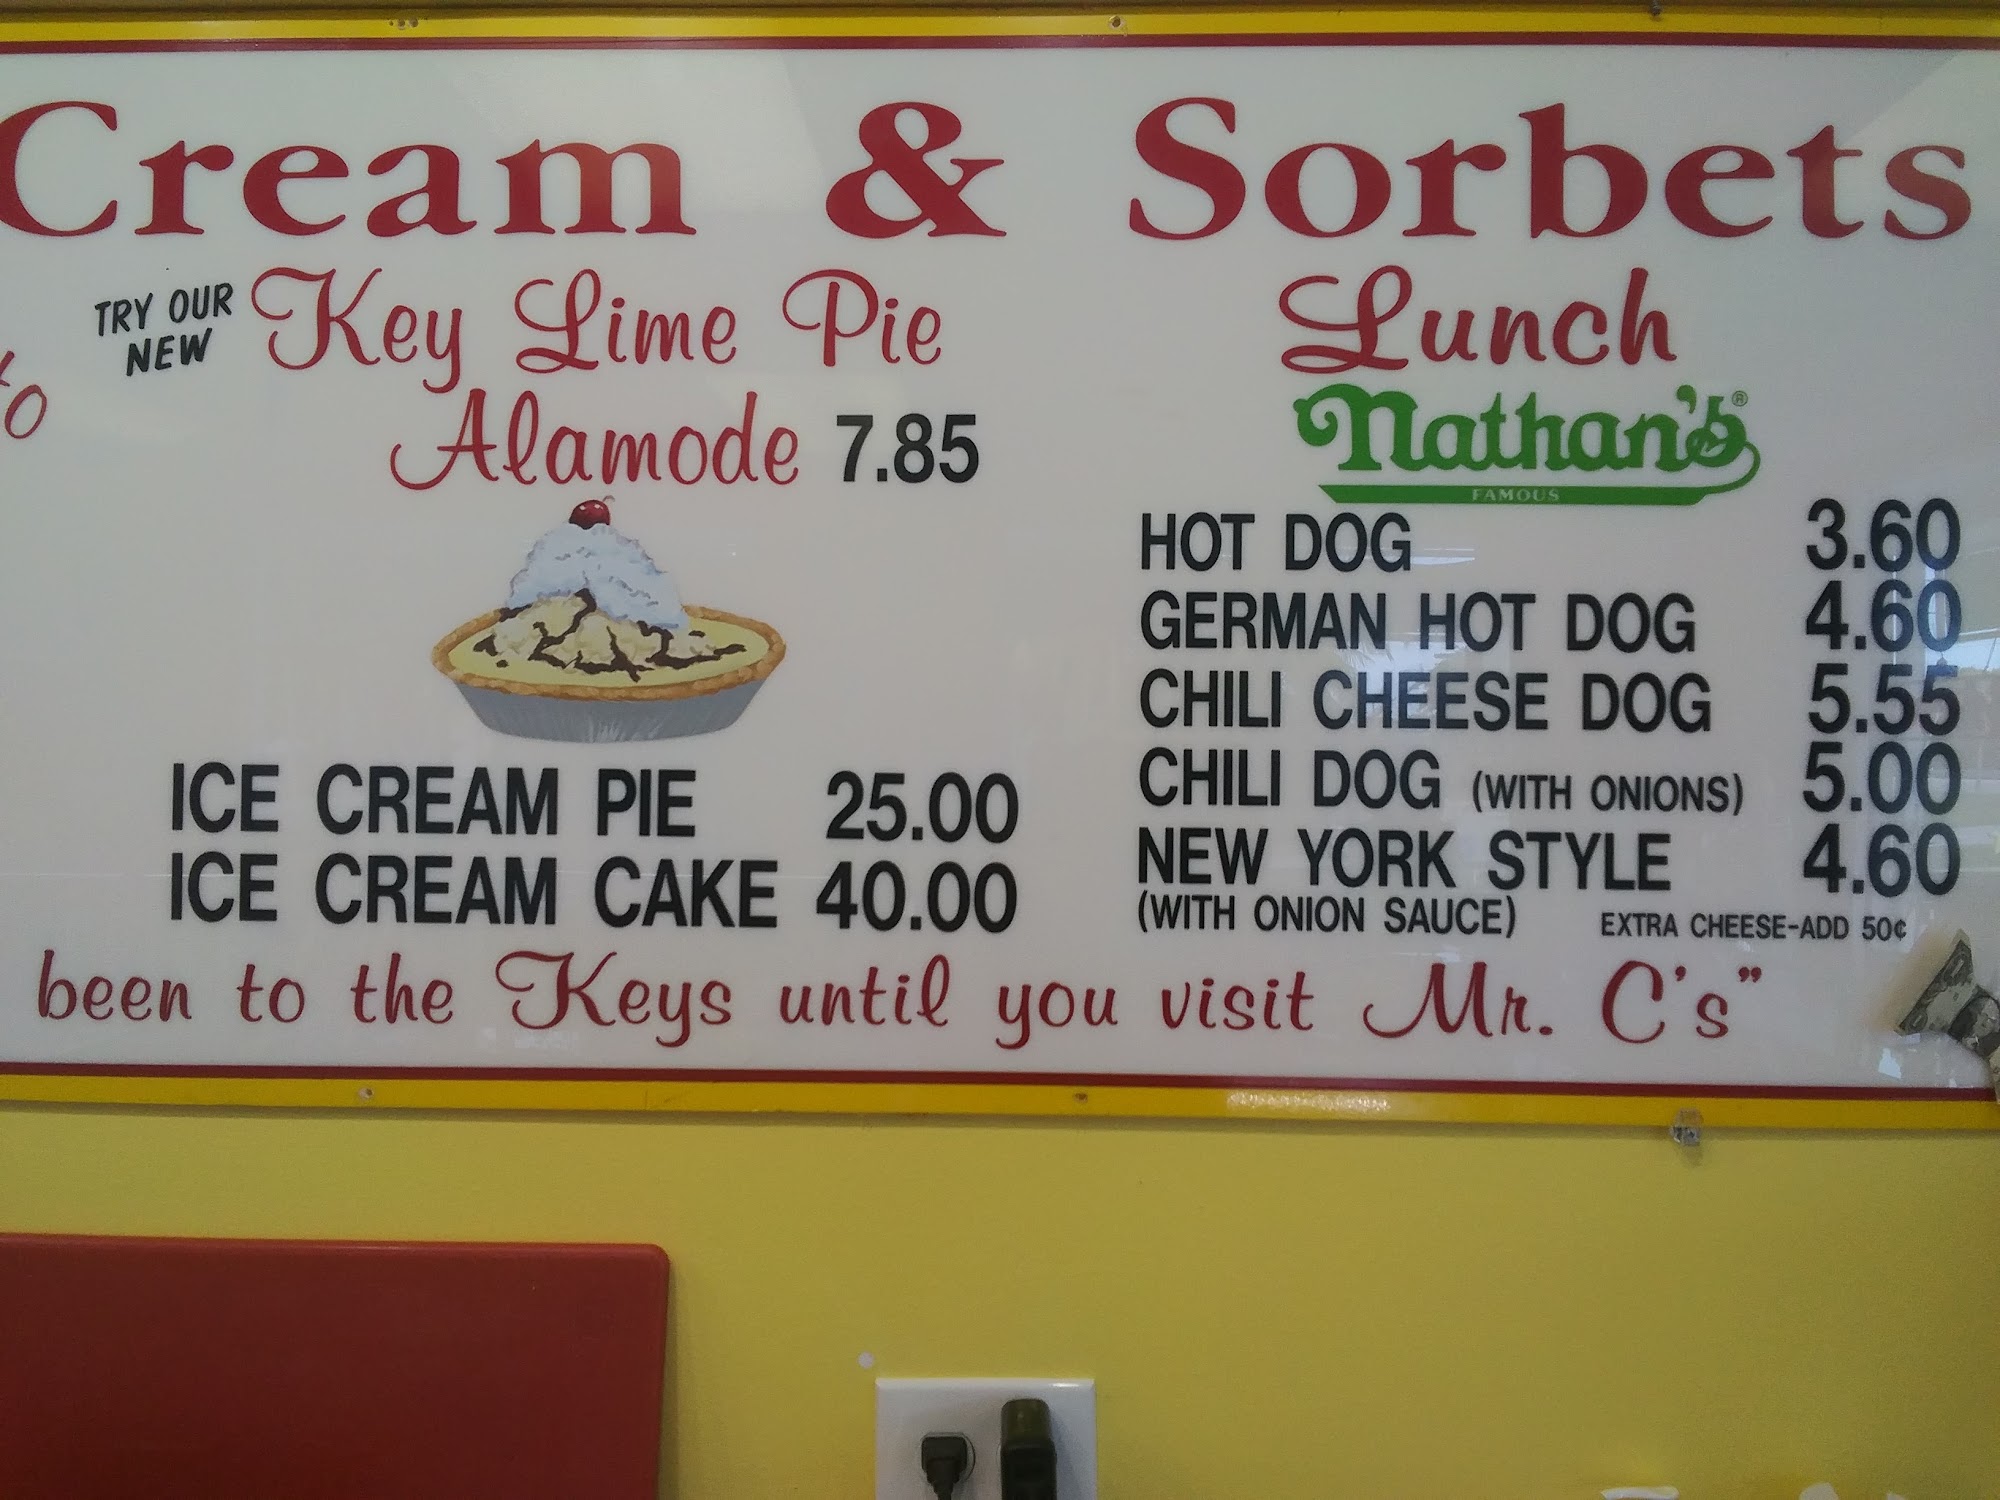 Cream & Sorbets
TRY OUR NEW
Key Lime Pie
Alamode 7.85
ICE CREAM PIE 25.00
ICE CREAM CAKE 40.00
Lunch
Nathan's®
FAMOUS
HOT DOG 3.60
GERMAN HOT DOG 4.60
CHILI CHEESE DOG 5.55
CHILI DOG (WITH ONIONS) 5.00
NEW YORK STYLE 4.60
(WITH ONION SAUCE) EXTRA CHEESE-ADD 50¢
been to the Keys until you visit Mr. C's"